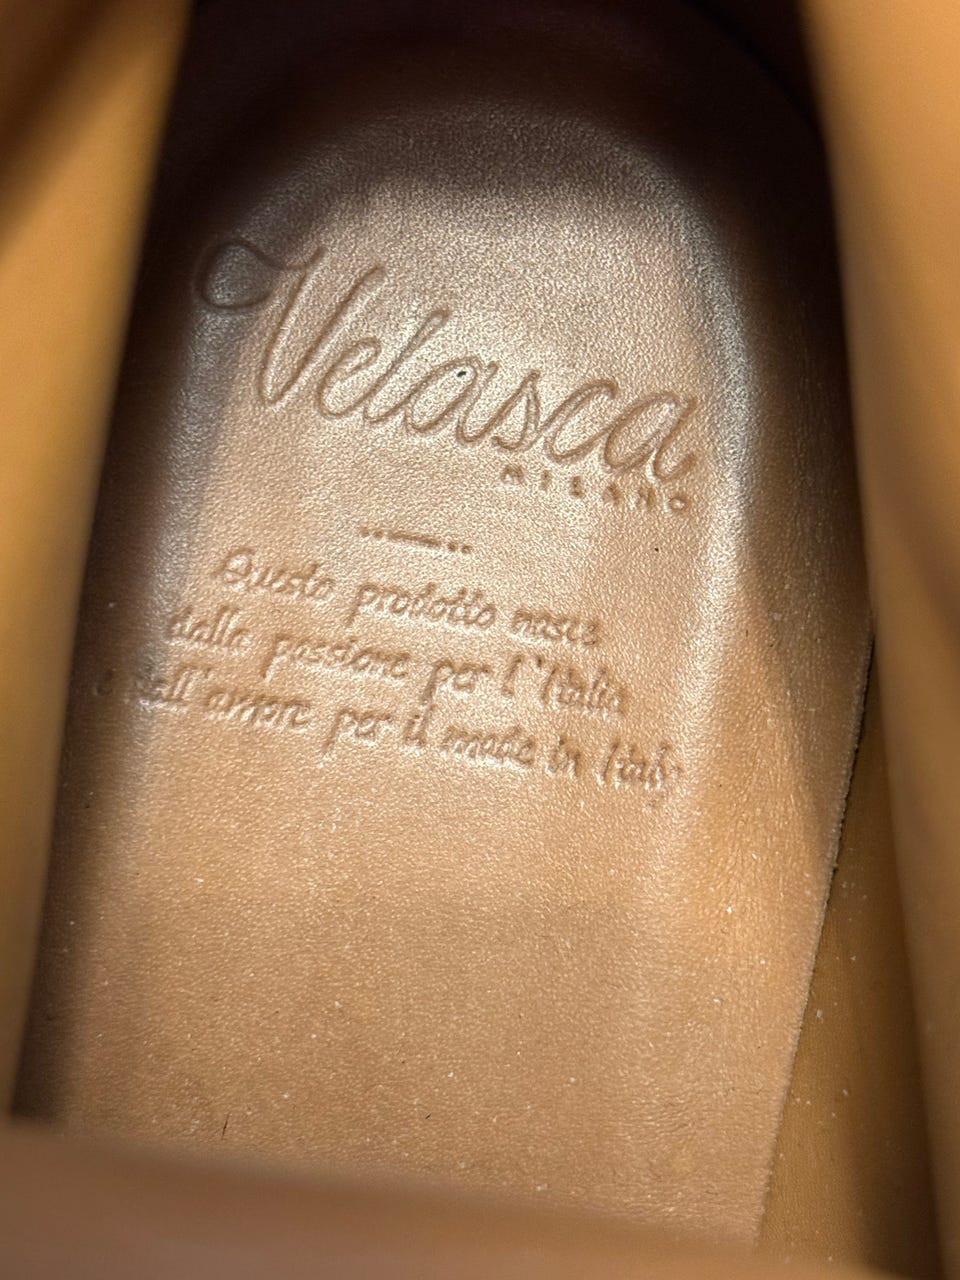 Velasca
MILANO
Questo prodotto nasce
dalla passione per l'Italia
e dall'amore per il made in Italy